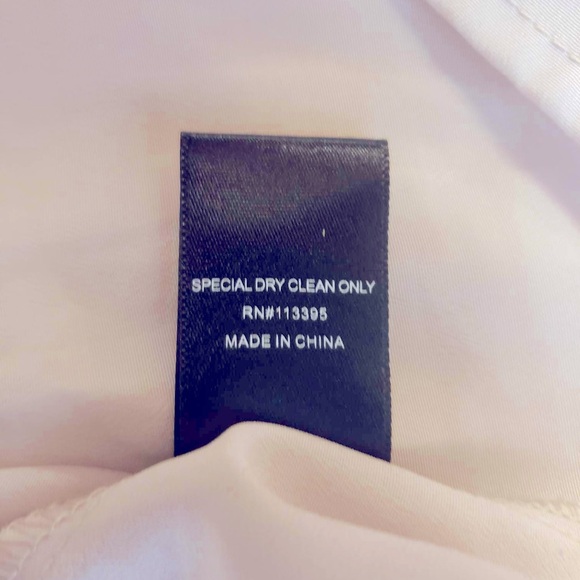 SPECIAL DRY CLEAN ONLY
RN#113395
MADE IN CHINA